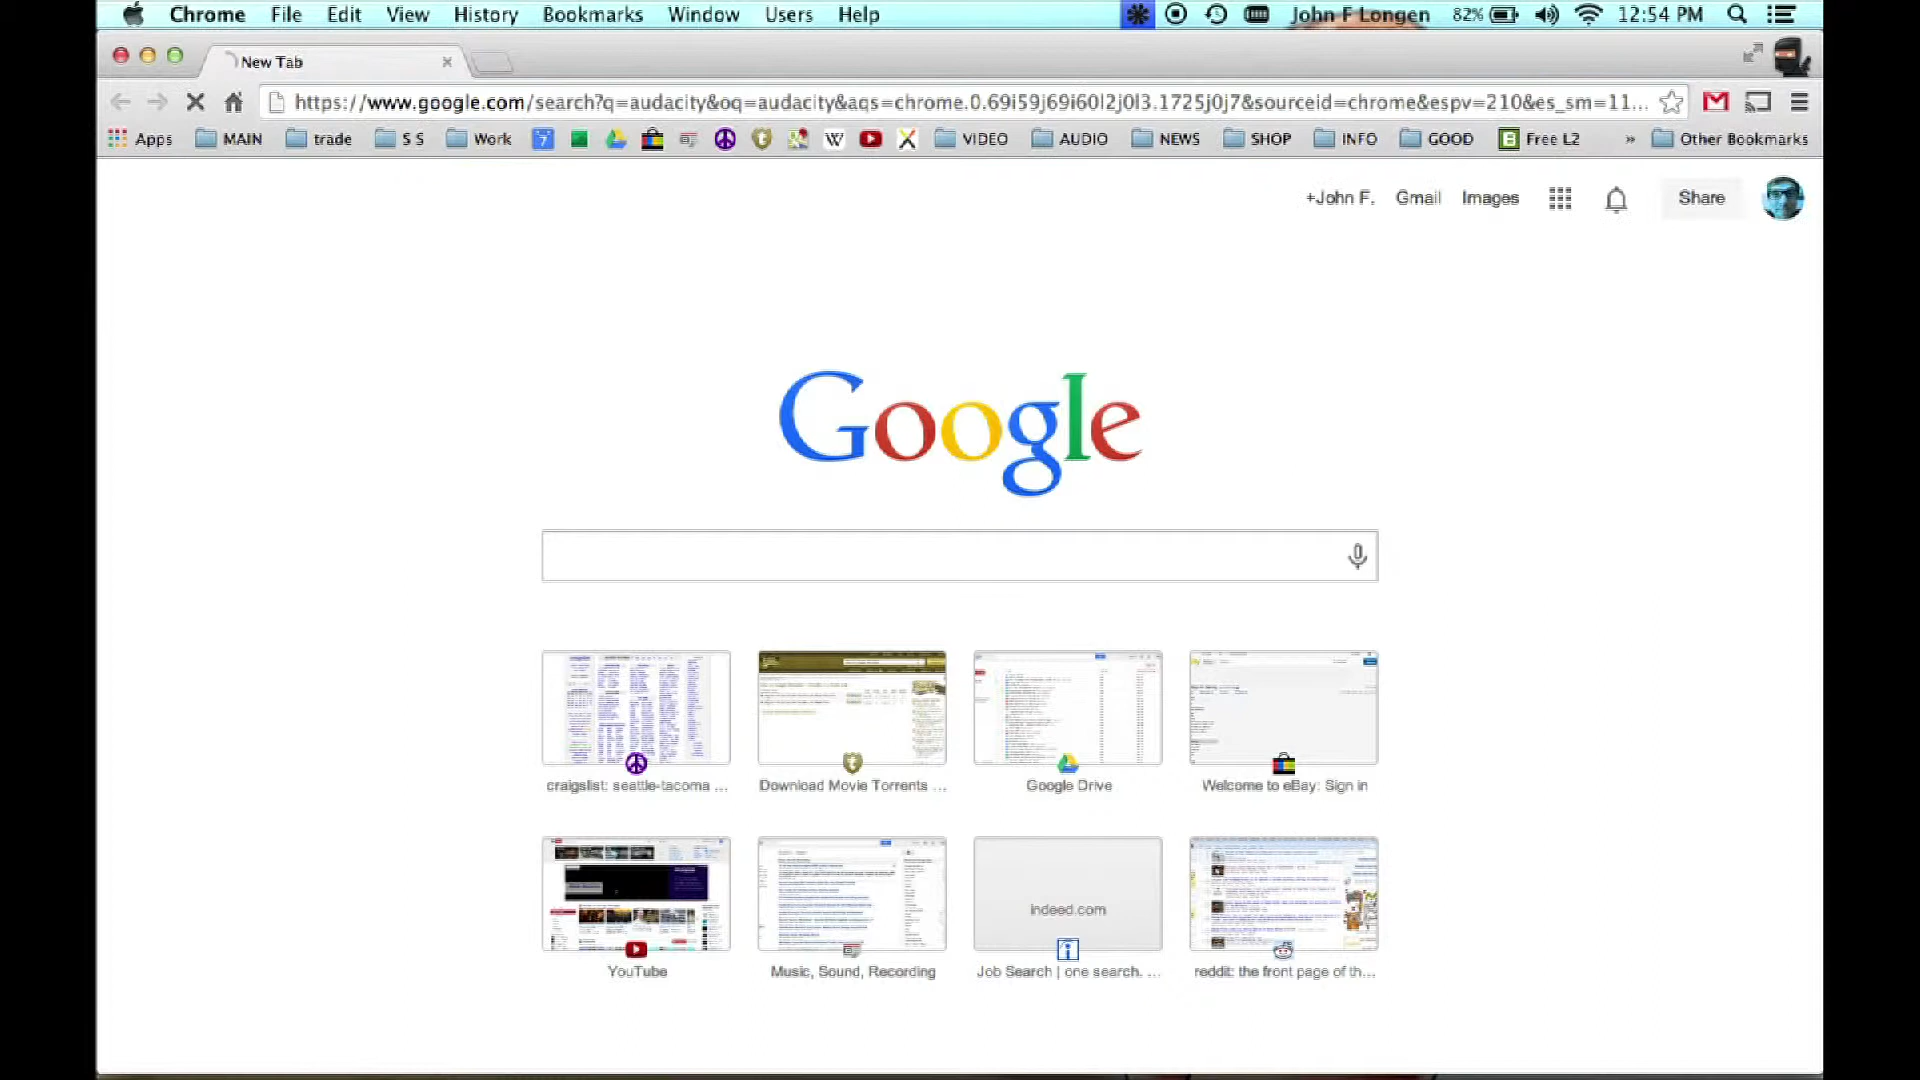 Chrome File Edit View History Bookmarks Window Users Help John F Longen 82% 12:54 PM
New Tab
https://www.google.com/search?q=audacity&oq=audacity&aqs=chrome.0.69i59j69i60l2j0l3.1725j0j7&sourceid=chrome&espv=210&es_sm=11...
Apps MAIN trade S S Work 7 W VIDEO AUDIO NEWS SHOP INFO GOOD Free L2 » Other Bookmarks
+John F. Gmail Images Share
Google
craigslist: seattle-tacoma ... Download Movie Torrents ... Google Drive Welcome to eBay: Sign in
indeed.com
YouTube Music, Sound, Recording Job Search | one search. ... reddit: the front page of th...